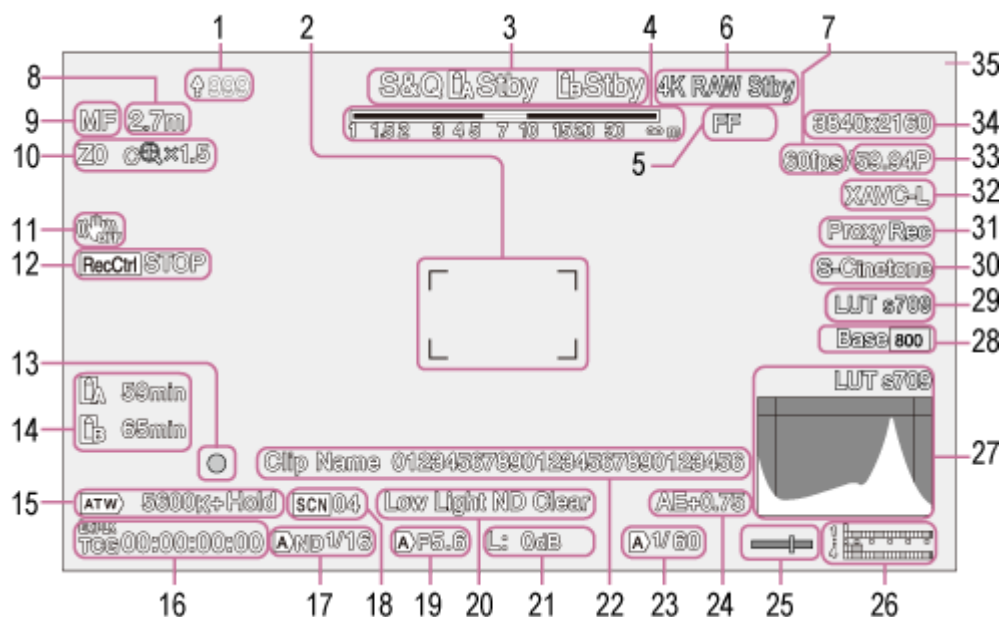 1 2 3 4 6 7
8 999 S&Q A Stby B Stby 4K RAW Stby 35
9 MF 2.7m 1 1.5 2 3 4 5 7 10 15 20 30 ∞ m FF 3840x2160 34
10 Z0 C ×1.5 5 60fps/59.94P 33
XAVC-L 32
11 OFF Proxy Rec 31
12 RecCtrl STOP S-Cinetone 30
LUT s709 29
Base 800 28
13 LUT s709
A 59min
14 B 65min
Clip Name 012345678901234567890123456 27
15 ATW 5600K+Hold SCN 04 Low Light ND Clear AE+0.75
TCG 00:00:00:00 A ND1/16 A F5.6 L: 0dB A 1/60
16 17 18 19 20 21 22 23 24 25 26